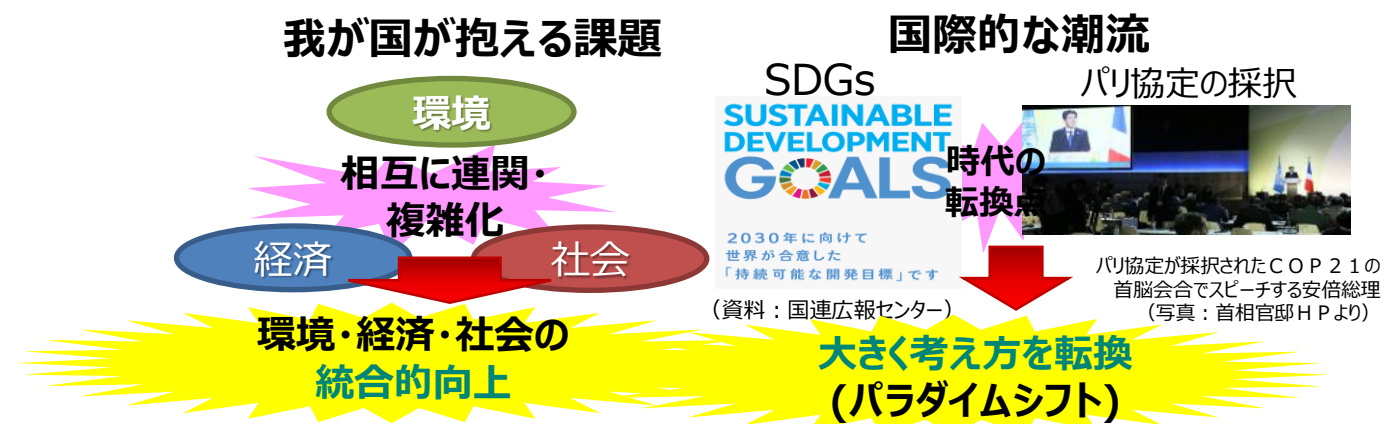 我が国が抱える課題
環境
相互に連関・
複雑化
経済
社会
環境・経済・社会の
統合的向上
国際的な潮流
SDGs
SUSTAINABLE
DEVELOPMENT
GOALS
2030年に向けて
世界が合意した
「持続可能な開発目標」です
（資料：国連広報センター）
時代の
転換点
パリ協定の採択
パリ協定が採択されたＣＯＰ２１の
首脳会合でスピーチする安倍総理
（写真：首相官邸ＨＰより）
大きく考え方を転換
(パラダイムシフト)